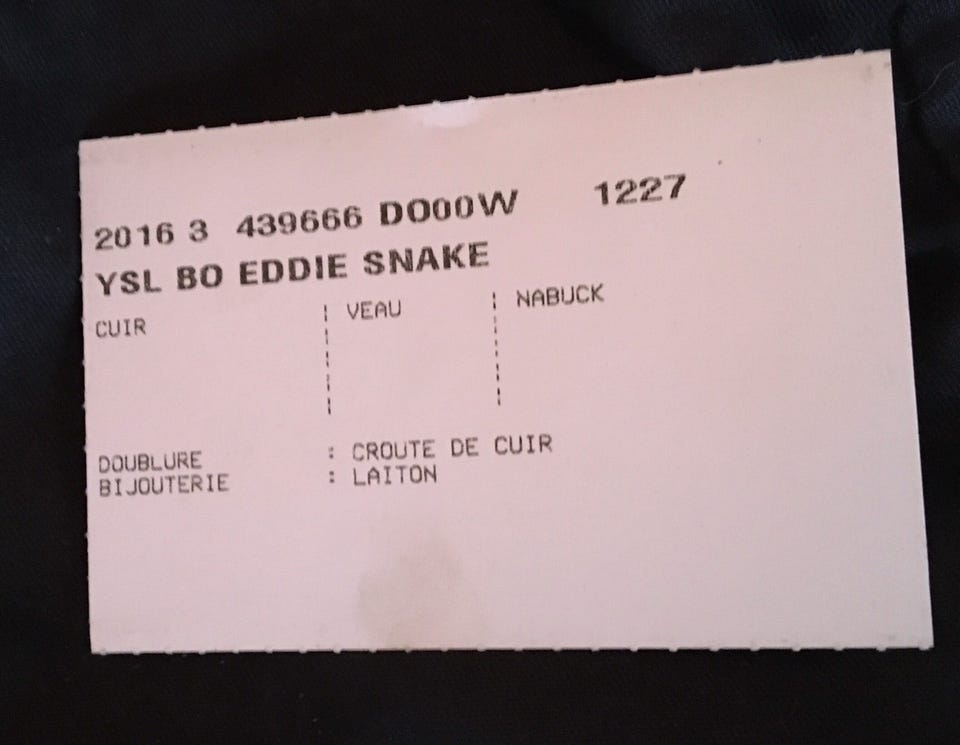 2016 3 439666 DO00W 1227
YSL BO EDDIE SNAKE
CUIR ¦ VEAU ¦ NABUCK
DOUBLURE : CROUTE DE CUIR
BIJOUTERIE : LAITON